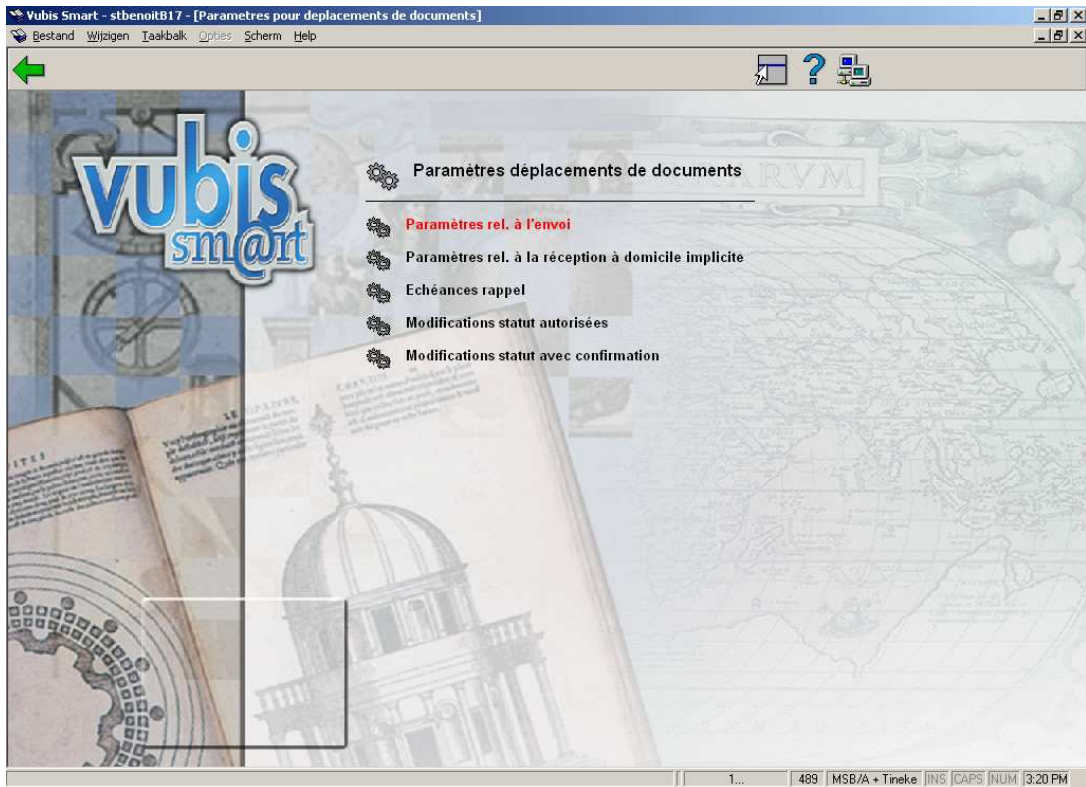 Vubis Smart - stbenoitB17 - [Parametres pour deplacements de documents]
Bestand Wijzigen Taakbalk Opties Scherm Help
vubis
sm@rt
Paramètres déplacements de documents
Paramètres rel. à l'envoi
Paramètres rel. à la réception à domicile implicite
Echéances rappel
Modifications statut autorisées
Modifications statut avec confirmation
1... 489 MSB/A + Tineke INS CAPS NUM 3:20 PM